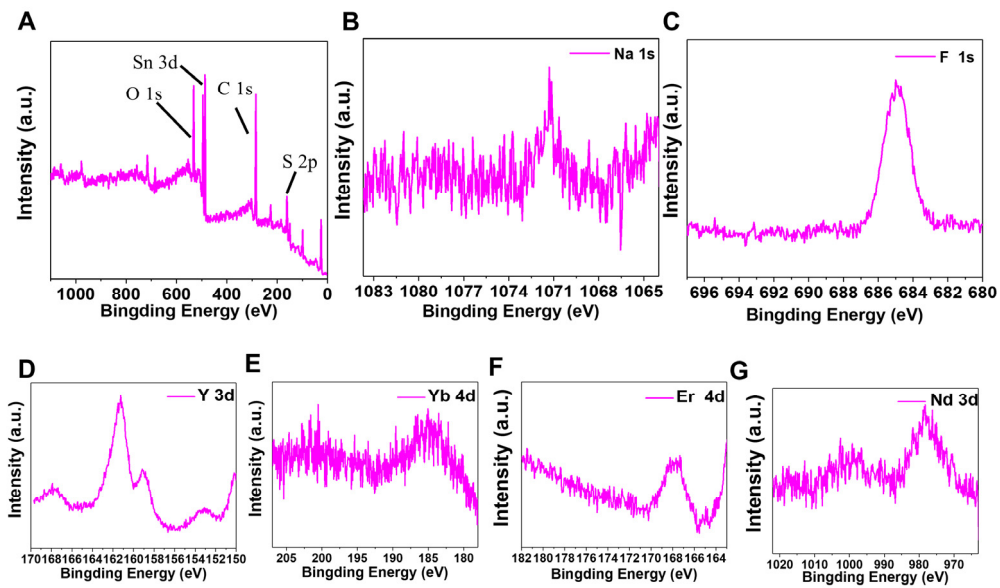 A
Intensity (a.u.)
Sn 3d
O 1s
C 1s
S 2p
1000 800 600 400 200 0
Bingding Energy (eV)
B
Intensity (a.u.)
Na 1s
1083 1080 1077 1074 1071 1068 1065
Bingding Energy (eV)
C
Intensity (a.u.)
F 1s
696 694 692 690 688 686 684 682 680
Bingding Energy (eV)
D
Intensity (a.u.)
Y 3d
170 168 166 164 162 160 158 156 154 152 150
Bingding Energy (eV)
E
Intensity (a.u.)
Yb 4d
205 200 195 190 185 180
Bingding Energy (eV)
F
Intensity (a.u.)
Er 4d
182 180 178 176 174 172 170 168 166 164
Bingding Energy (eV)
G
Intensity (a.u.)
Nd 3d
1020 1010 1000 990 980 970
Bingding Energy (eV)